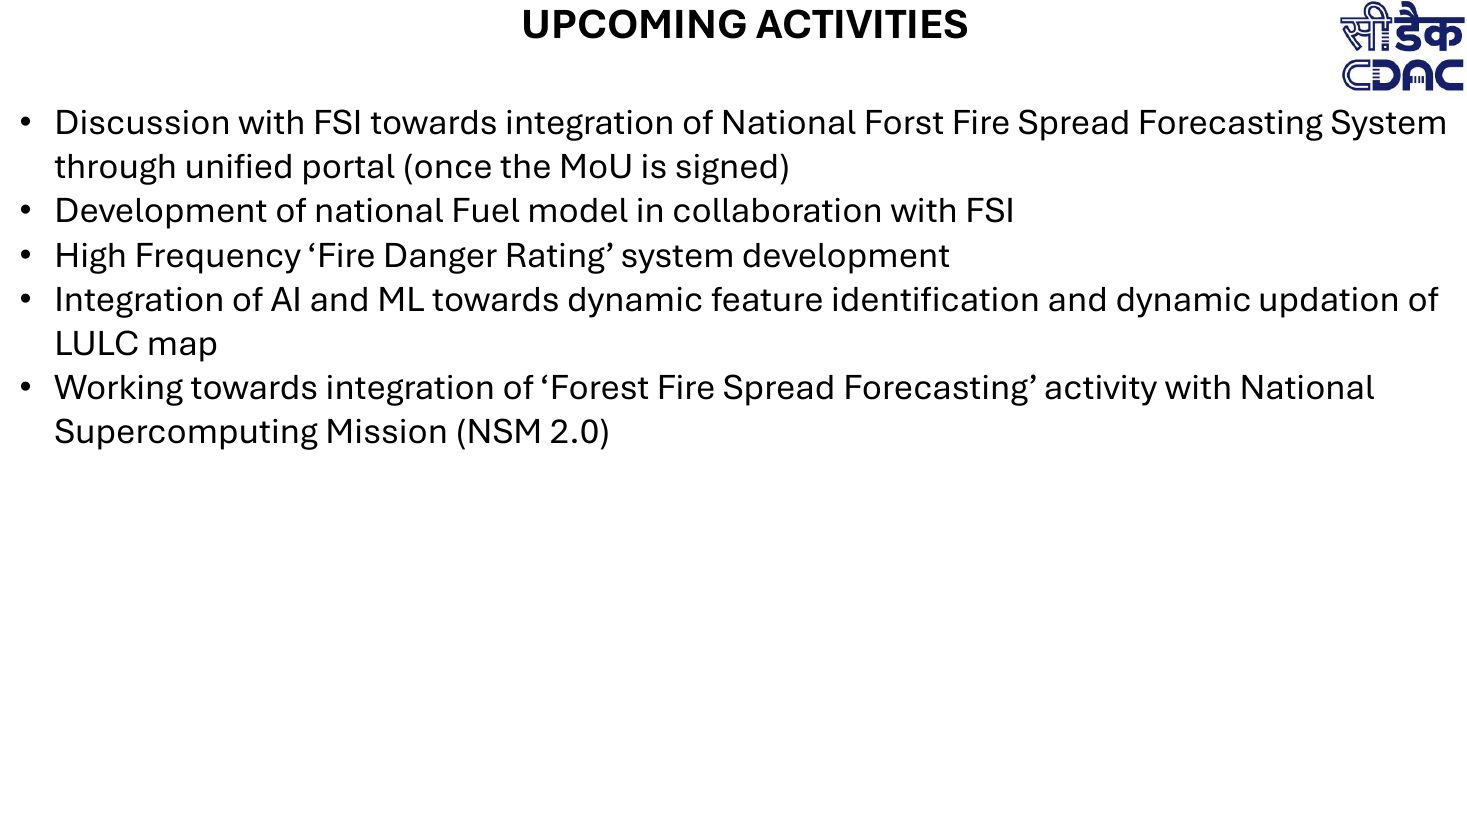 UPCOMING ACTIVITIES
सीडैक
CDAC
• Discussion with FSI towards integration of National Forst Fire Spread Forecasting System
through unified portal (once the MoU is signed)
• Development of national Fuel model in collaboration with FSI
• High Frequency ‘Fire Danger Rating’ system development
• Integration of AI and ML towards dynamic feature identification and dynamic updation of
LULC map
• Working towards integration of ‘Forest Fire Spread Forecasting’ activity with National
Supercomputing Mission (NSM 2.0)